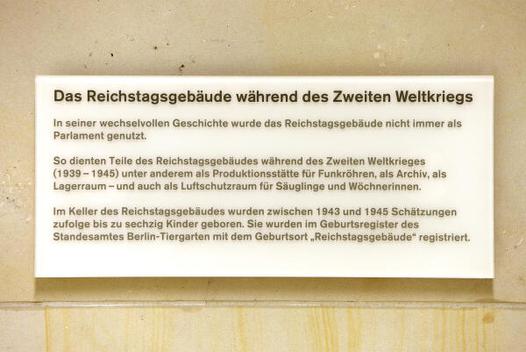 Das Reichstagsgebäude während des Zweiten Weltkriegs
In seiner wechselvollen Geschichte wurde das Reichstagsgebäude nicht immer als
Parlament genutzt.
So dienten Teile des Reichstagsgebäudes während des Zweiten Weltkrieges
(1939 – 1945) unter anderem als Produktionsstätte für Funkröhren, als Archiv, als
Lagerraum – und auch als Luftschutzraum für Säuglinge und Wöchnerinnen.
Im Keller des Reichstagsgebäudes wurden zwischen 1943 und 1945 Schätzungen
zufolge bis zu sechzig Kinder geboren. Sie wurden im Geburtsregister des
Standesamtes Berlin-Tiergarten mit dem Geburtsort „Reichstagsgebäude“ registriert.